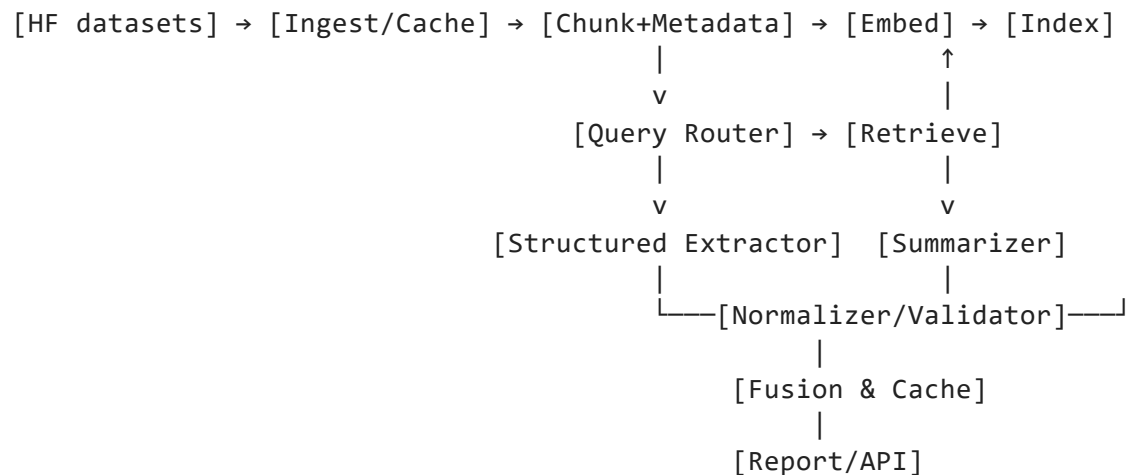 [HF datasets] → [Ingest/Cache] → [Chunk+Metadata] → [Embed] → [Index]
[Query Router] → [Retrieve]
[Structured Extractor] [Summarizer]
[Normalizer/Validator]
[Fusion & Cache]
[Report/API]